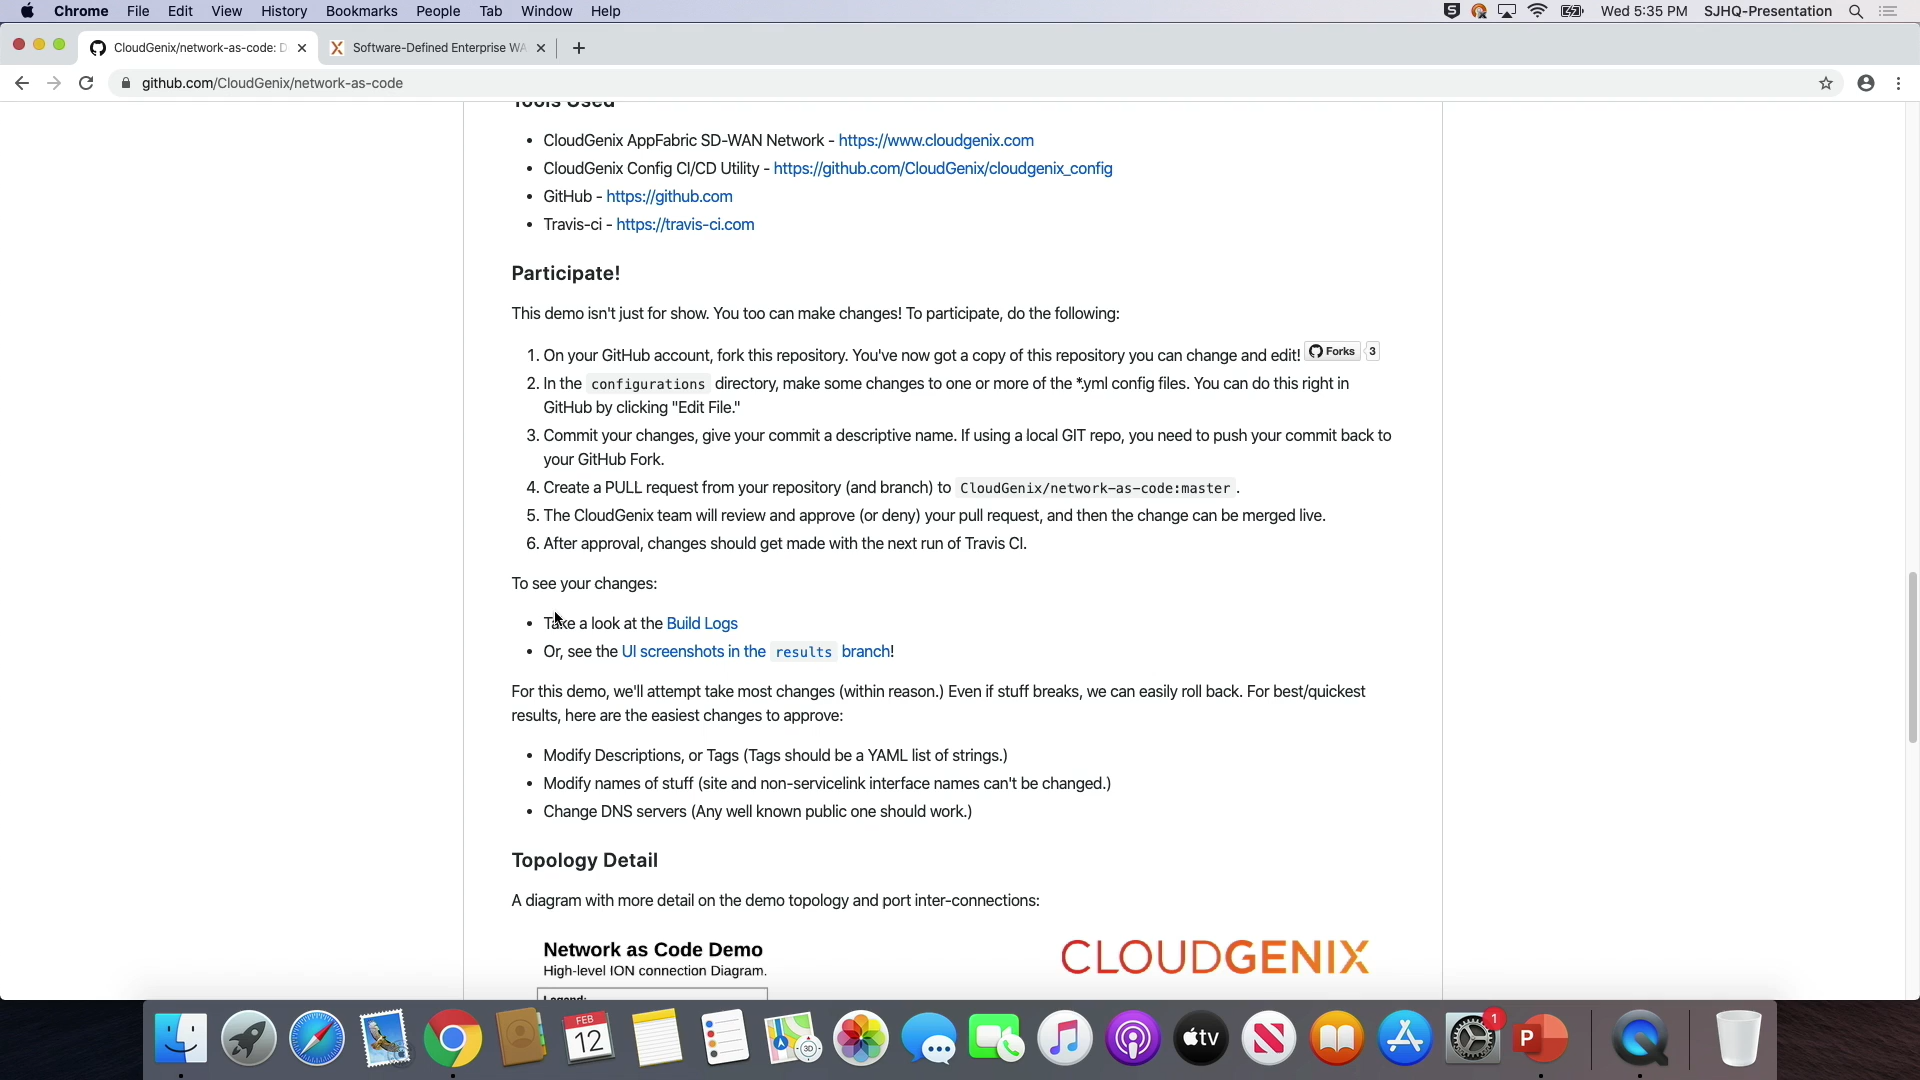 Chrome File Edit View History Bookmarks People Tab Window Help
Wed 5:35 PM SJHQ-Presentation
CloudGenix/network-as-code: D
Software-Defined Enterprise WA
github.com/CloudGenix/network-as-code
Tools Used
• CloudGenix AppFabric SD-WAN Network - https://www.cloudgenix.com
• CloudGenix Config CI/CD Utility - https://github.com/CloudGenix/cloudgenix_config
• GitHub - https://github.com
• Travis-ci - https://travis-ci.com
Participate!
This demo isn't just for show. You too can make changes! To participate, do the following:
1. On your GitHub account, fork this repository. You've now got a copy of this repository you can change and edit! Forks 3
2. In the configurations directory, make some changes to one or more of the *.yml config files. You can do this right in
GitHub by clicking "Edit File."
3. Commit your changes, give your commit a descriptive name. If using a local GIT repo, you need to push your commit back to
your GitHub Fork.
4. Create a PULL request from your repository (and branch) to CloudGenix/network-as-code:master .
5. The CloudGenix team will review and approve (or deny) your pull request, and then the change can be merged live.
6. After approval, changes should get made with the next run of Travis CI.
To see your changes:
• Take a look at the Build Logs
• Or, see the UI screenshots in the results branch!
For this demo, we'll attempt take most changes (within reason.) Even if stuff breaks, we can easily roll back. For best/quickest
results, here are the easiest changes to approve:
• Modify Descriptions, or Tags (Tags should be a YAML list of strings.)
• Modify names of stuff (site and non-servicelink interface names can't be changed.)
• Change DNS servers (Any well known public one should work.)
Topology Detail
A diagram with more detail on the demo topology and port inter-connections:
Network as Code Demo
CLOUDGENIX
High-level ION connection Diagram.
Legend:
FEB
12
3D
tv
1
P